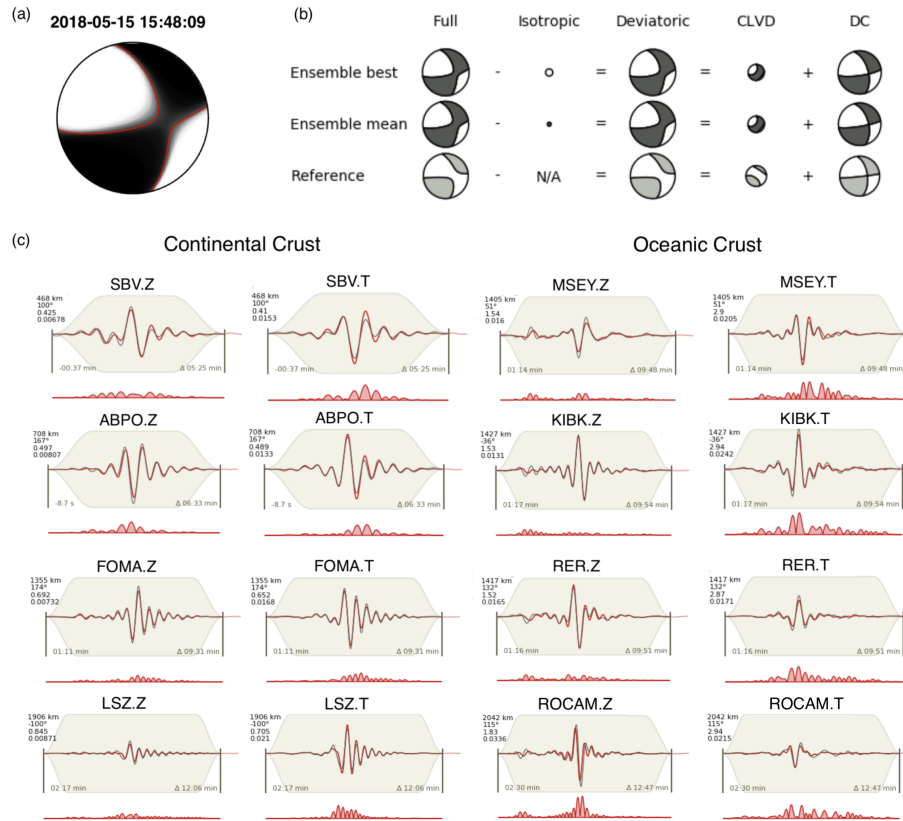 (a)
2018-05-15 15:48:09
(b)
Full Isotropic Deviatoric CLVD DC
Ensemble best - = = +
Ensemble mean - = = +
Reference - N/A = = +
(c)
Continental Crust Oceanic Crust
SBV.Z
468 km
100°
0.425
0.00678
-00:37 min Δ 05:25 min
SBV.T
468 km
100°
0.41
0.0153
-00:37 min Δ 05:25 min
MSEY.Z
1405 km
51°
1.54
0.016
01:14 min Δ 09:48 min
MSEY.T
1405 km
51°
2.9
0.0205
01:14 min Δ 09:48 min
ABPO.Z
708 km
167°
0.497
0.00807
-8.7 s Δ 06:33 min
ABPO.T
708 km
167°
0.489
0.0133
-8.7 s Δ 06:33 min
KIBK.Z
1427 km
-36°
1.53
0.0131
01:17 min Δ 09:54 min
KIBK.T
1427 km
-36°
2.94
0.0242
01:17 min Δ 09:54 min
FOMA.Z
1355 km
174°
0.692
0.00732
01:11 min Δ 09:31 min
FOMA.T
1355 km
174°
0.652
0.0168
01:11 min Δ 09:31 min
RER.Z
1417 km
132°
1.52
0.0165
01:16 min Δ 09:51 min
RER.T
1417 km
132°
2.87
0.0171
01:16 min Δ 09:51 min
LSZ.Z
1906 km
-100°
0.845
0.00871
02:17 min Δ 12:06 min
LSZ.T
1906 km
-100°
0.705
0.021
02:17 min Δ 12:06 min
ROCAM.Z
2042 km
115°
1.83
0.0336
02:30 min Δ 12:47 min
ROCAM.T
2042 km
115°
2.94
0.0215
02:30 min Δ 12:47 min